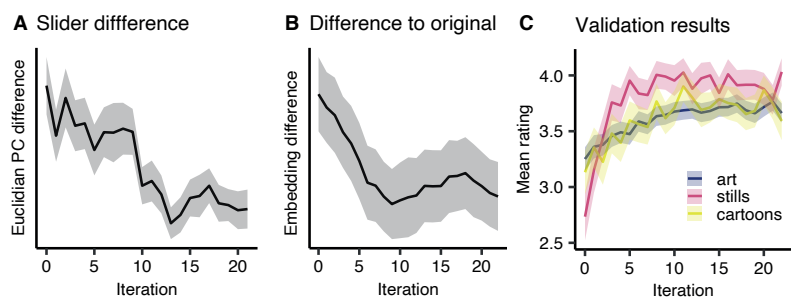 A Slider diffference
Euclidian PC difference
0 5 10 15 20
Iteration
B Difference to original
Embedding difference
0 5 10 15 20
Iteration
C Validation results
Mean rating
4.0
3.5
3.0
2.5
art
stills
cartoons
0 5 10 15 20
Iteration